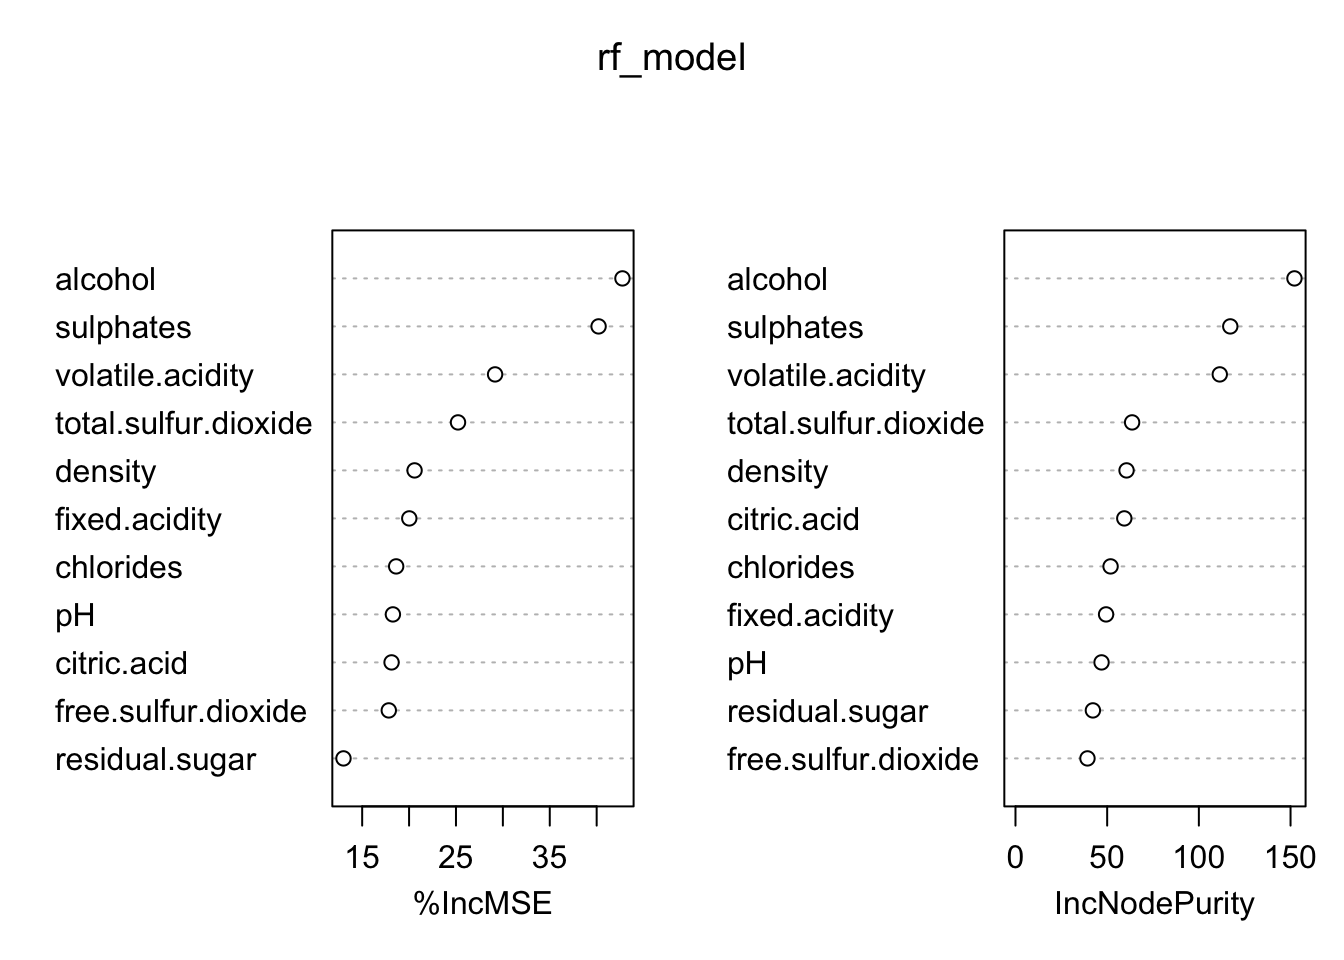 rf_model
alcohol
sulphates
volatile.acidity
total.sulfur.dioxide
density
fixed.acidity
chlorides
pH
citric.acid
free.sulfur.dioxide
residual.sugar
15 25 35
%IncMSE
alcohol
sulphates
volatile.acidity
total.sulfur.dioxide
density
citric.acid
chlorides
fixed.acidity
pH
residual.sugar
free.sulfur.dioxide
0 50 100 150
IncNodePurity